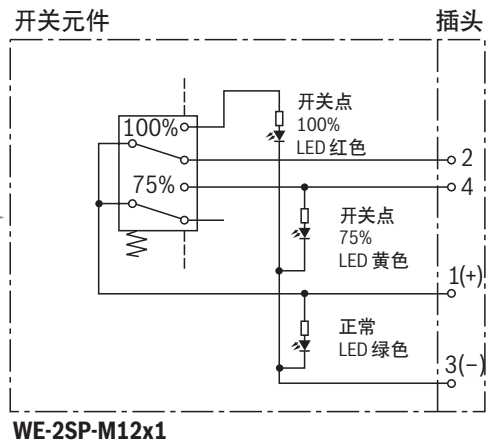 开关元件
插头
100%
75%
开关点
100%
LED 红色
2
4
开关点
75%
LED 黄色
1(+)
正常
LED 绿色
3(−)
WE-2SP-M12x1